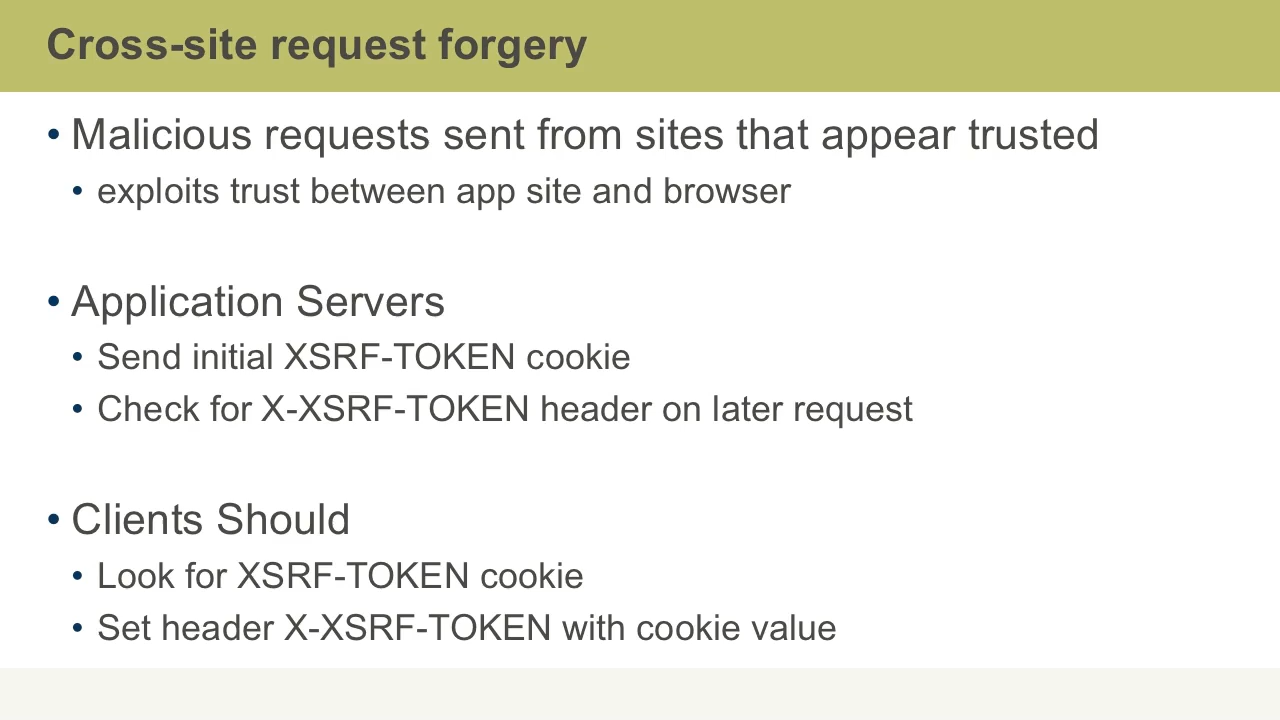 Cross-site request forgery
• Malicious requests sent from sites that appear trusted
• exploits trust between app site and browser
• Application Servers
• Send initial XSRF-TOKEN cookie
• Check for X-XSRF-TOKEN header on later request
• Clients Should
• Look for XSRF-TOKEN cookie
• Set header X-XSRF-TOKEN with cookie value